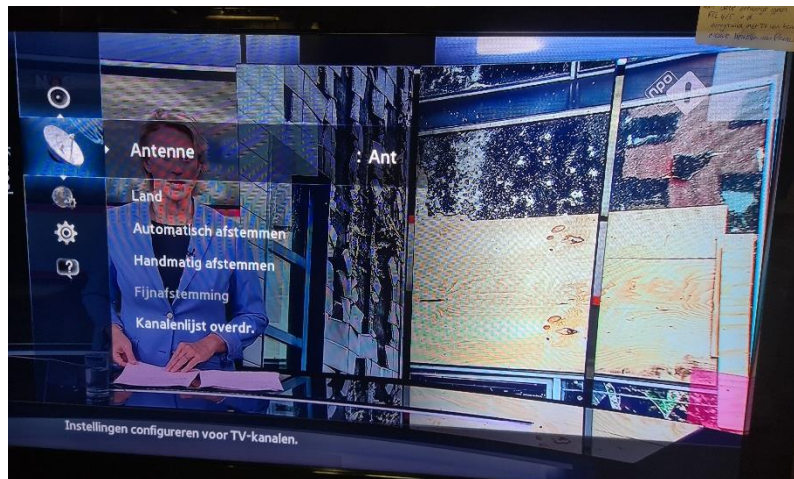 npo
Antenne : Ant
Land
Automatisch afstemmen
Handmatig afstemmen
Fijnafstemming
Kanalenlijst overdr.
Instellingen configureren voor TV-kanalen.